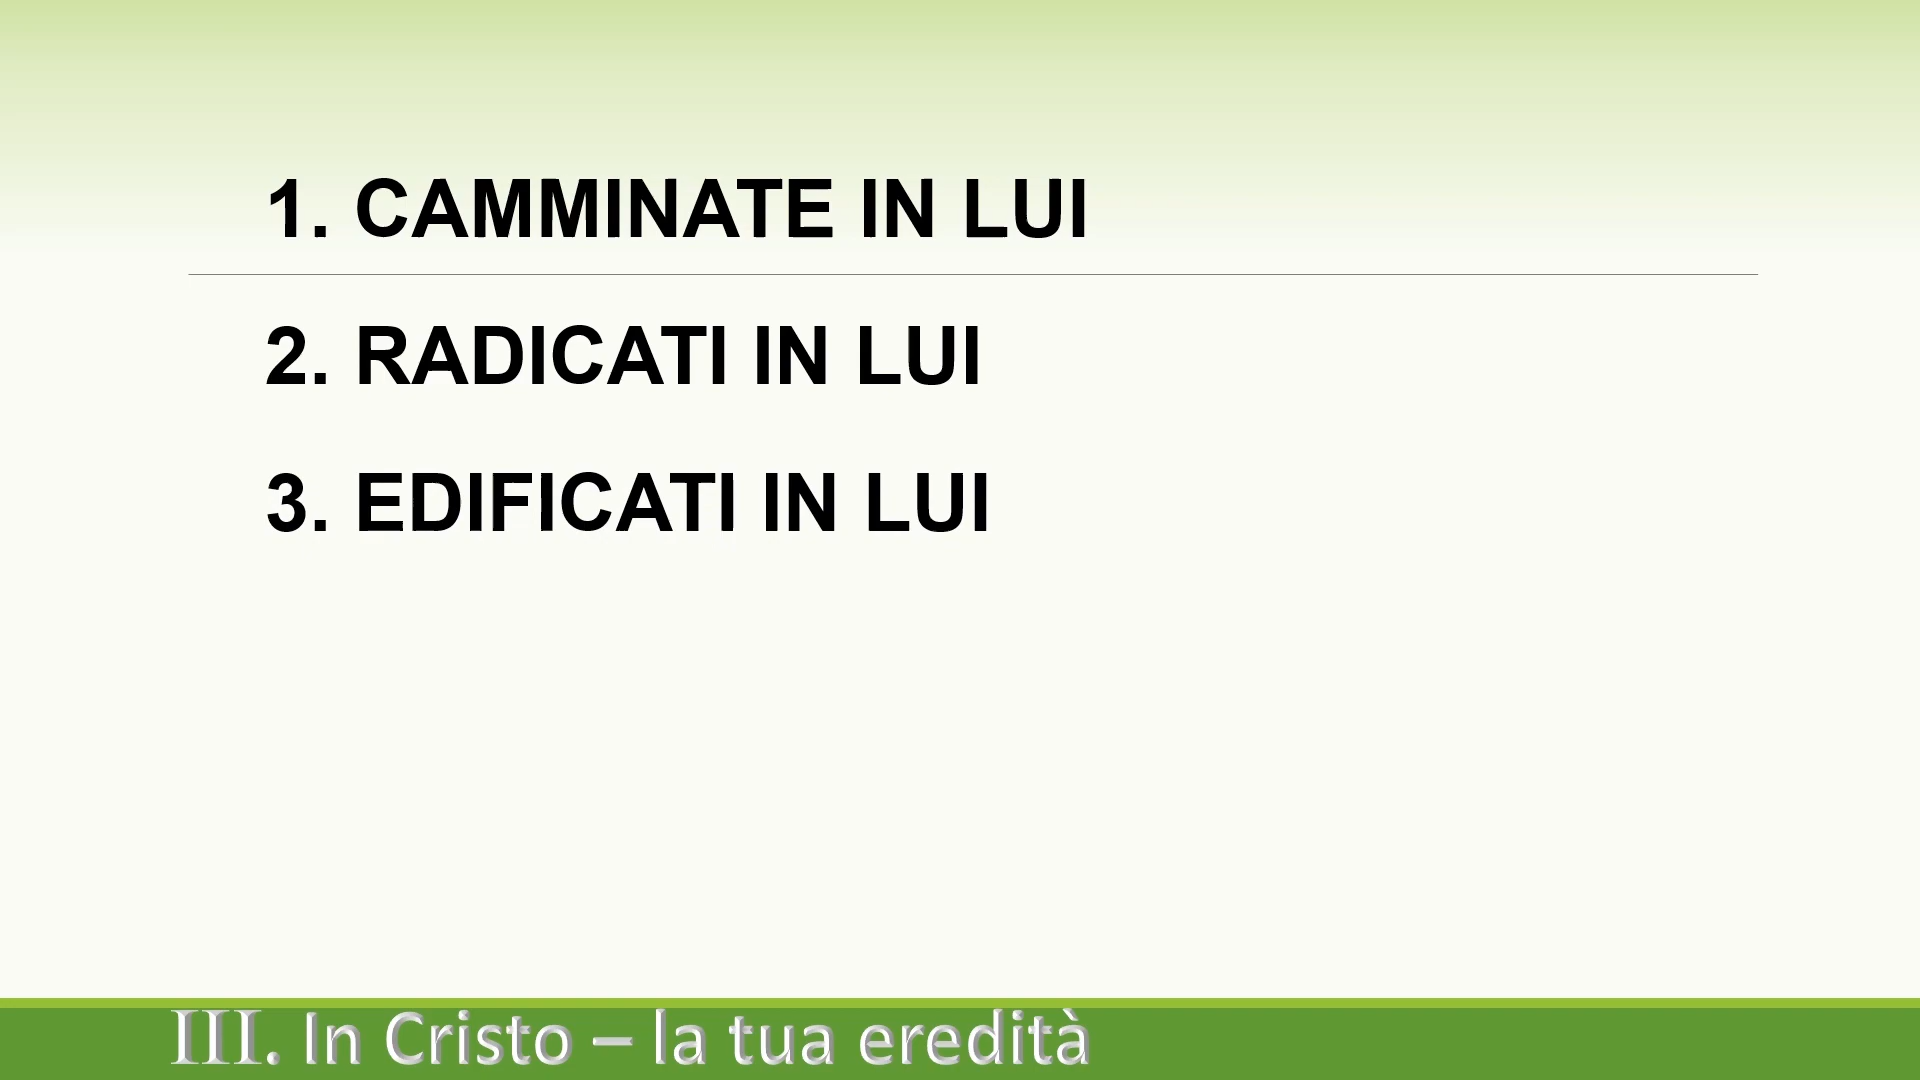 1. CAMMINATE IN LUI
2. RADICATI IN LUI
3. EDIFICATI IN LUI
III. In Cristo – la tua eredità